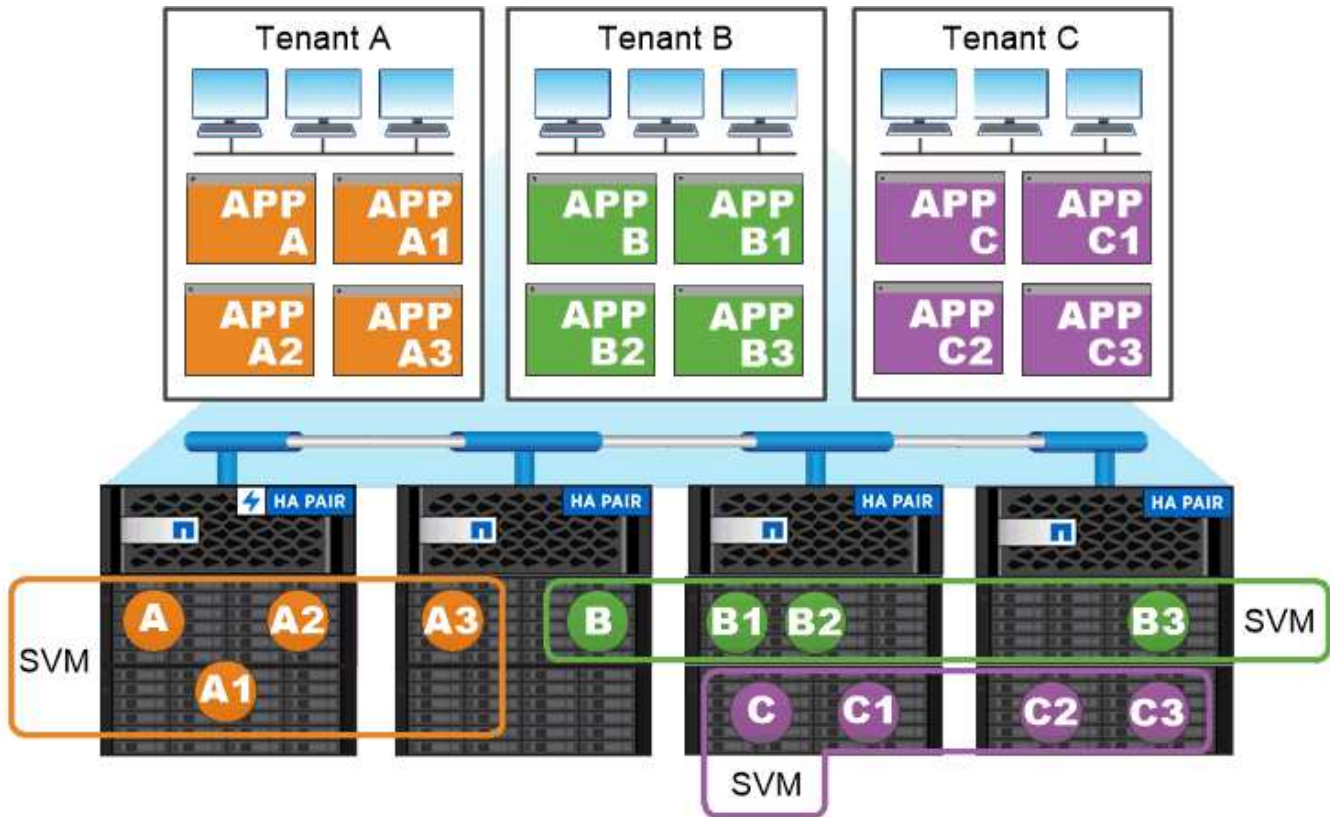 Tenant A
Tenant B
Tenant C
APP A
APP A1
APP B
APP B1
APP C
APP C1
APP A2
APP A3
APP B2
APP B3
APP C2
APP C3
HA PAIR
HA PAIR
HA PAIR
HA PAIR
SVM
A
A2
A3
B
B1
B2
B3
SVM
A1
C
C1
C2
C3
SVM